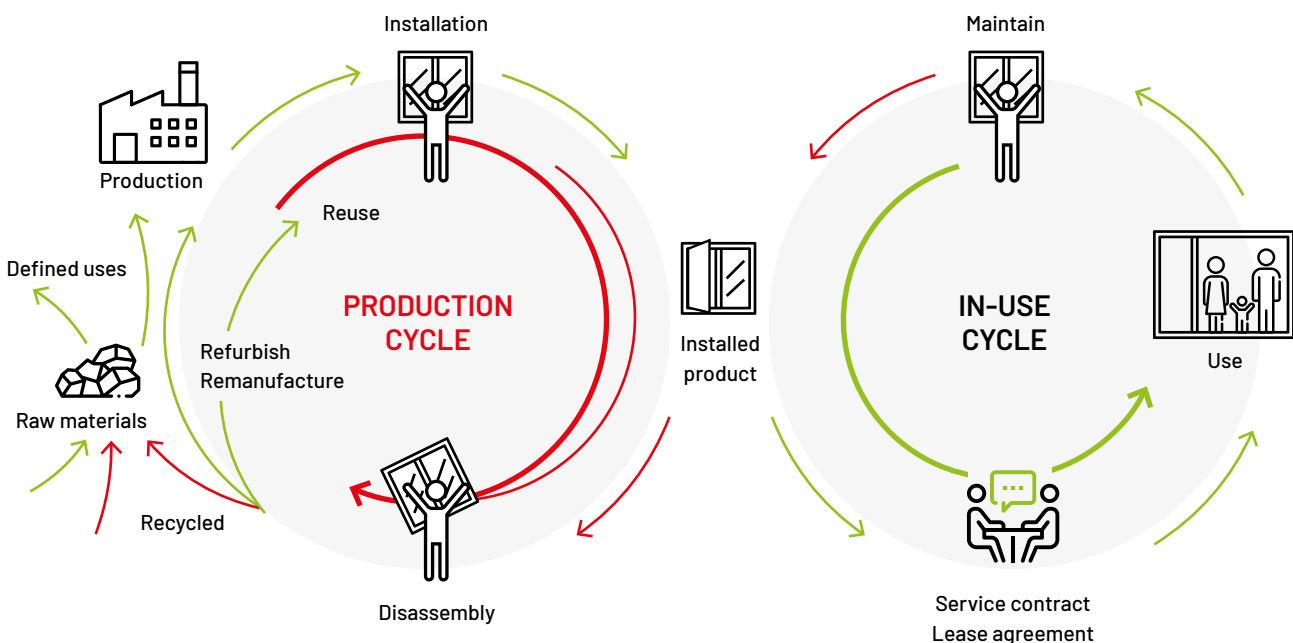 Installation
Maintain
Production
Reuse
Defined uses
PRODUCTION
CYCLE
IN-USE
CYCLE
Installed
product
Use
Refurbish
Remanufacture
Raw materials
Recycled
Disassembly
Service contract
Lease agreement